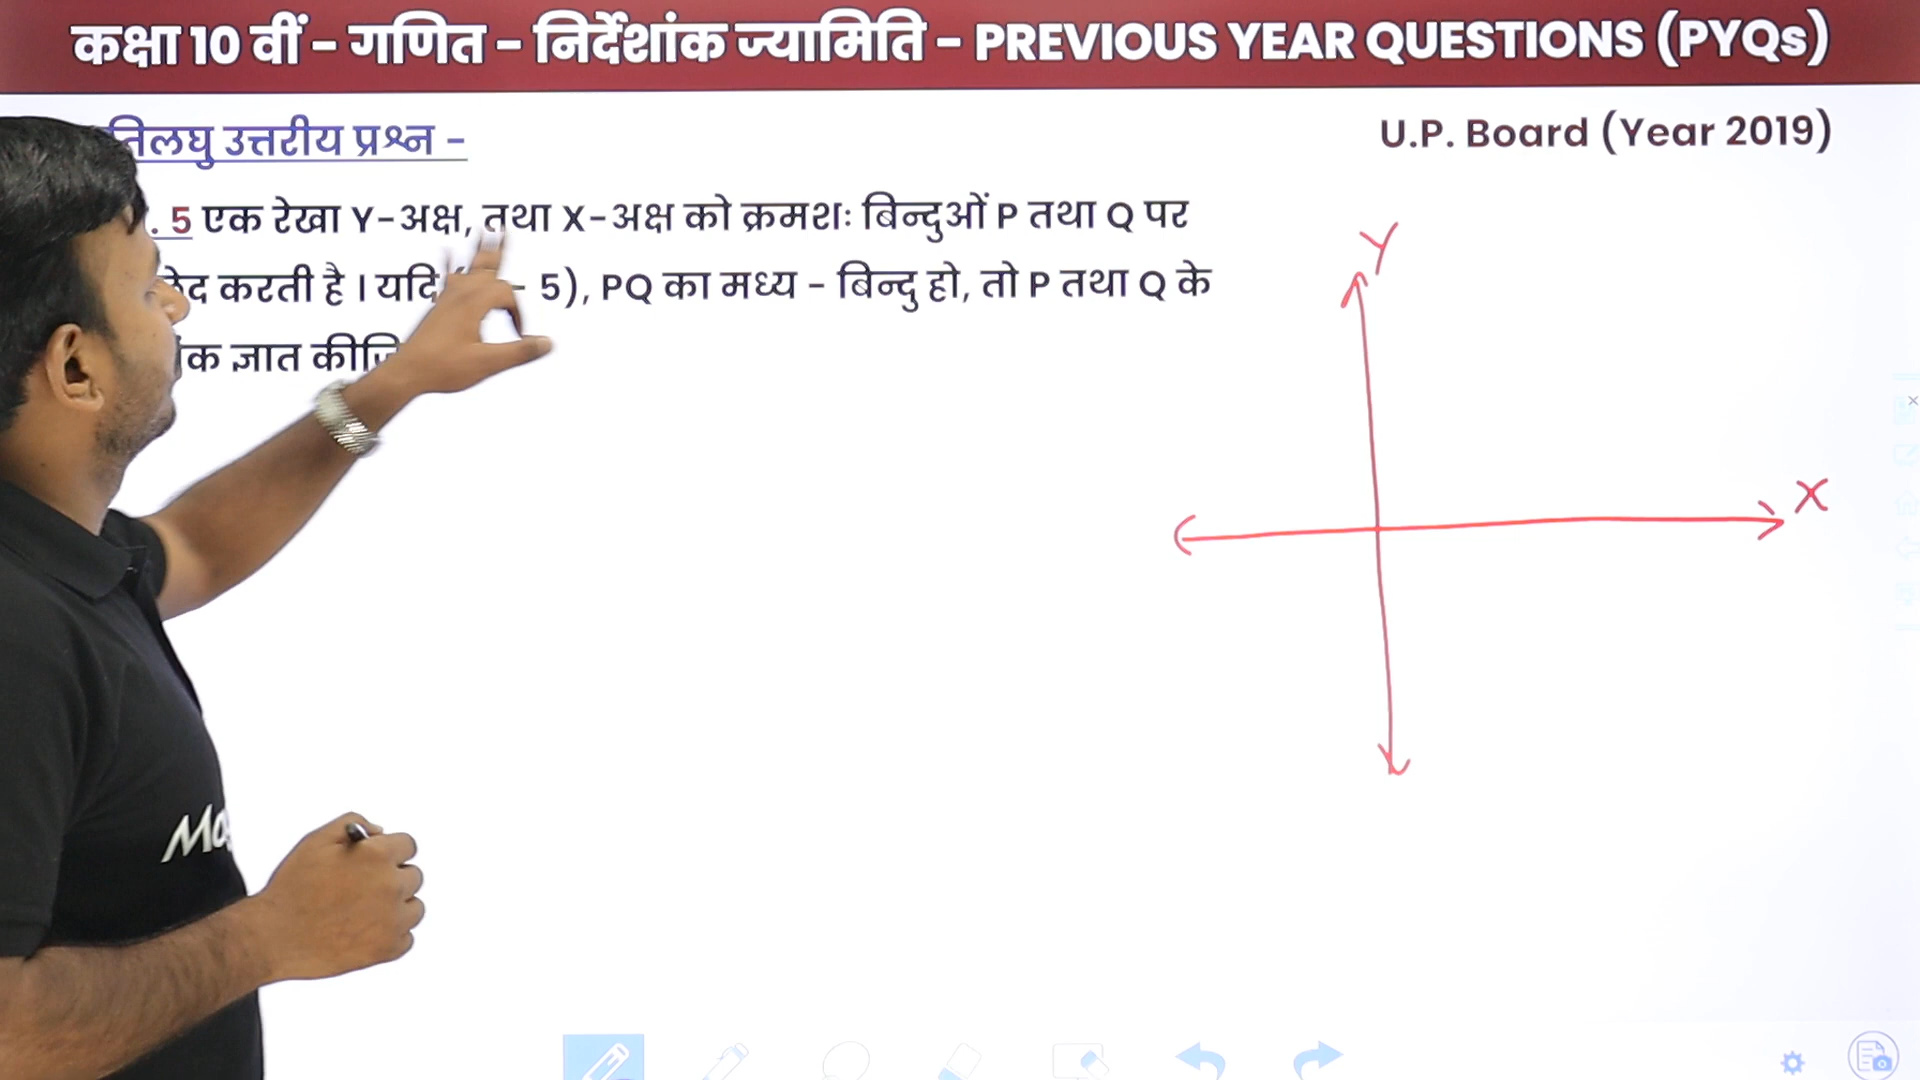 कक्षा 10 वीं - गणित - निर्देशांक ज्यामिति - PREVIOUS YEAR QUESTIONS (PYQs)
उत्तरीय प्रश्न -
U.P. Board (Year 2019)
. 5 एक रेखा Y-अक्ष, तथा X-अक्ष को क्रमशः बिन्दुओं P तथा Q पर
करती है । यदि - 5), PQ का मध्य - बिन्दु हो, तो P तथा Q के
ज्ञात
Y
X